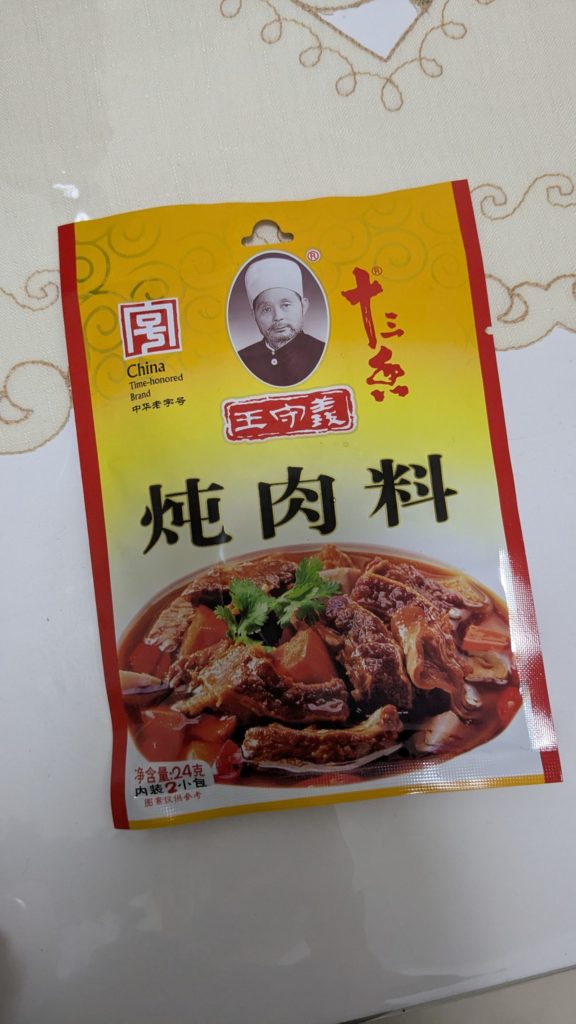 ®
®
十三香
China
Time-honored
Brand
中华老字号
王守義
炖肉料
净含量:24克
内装2小包
图案仅供参考